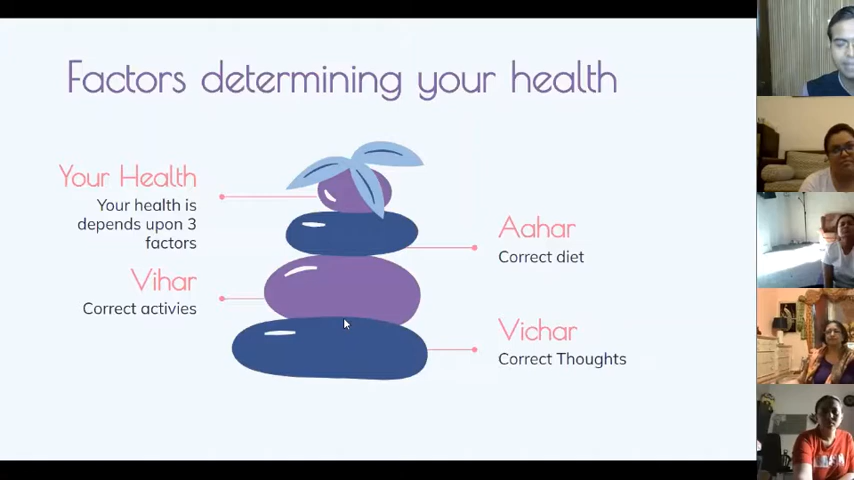 Factors determining your health
Your Health
Your health is
depends upon 3
factors
Aahar
Correct diet
Vihar
Correct activies
Vichar
Correct Thoughts